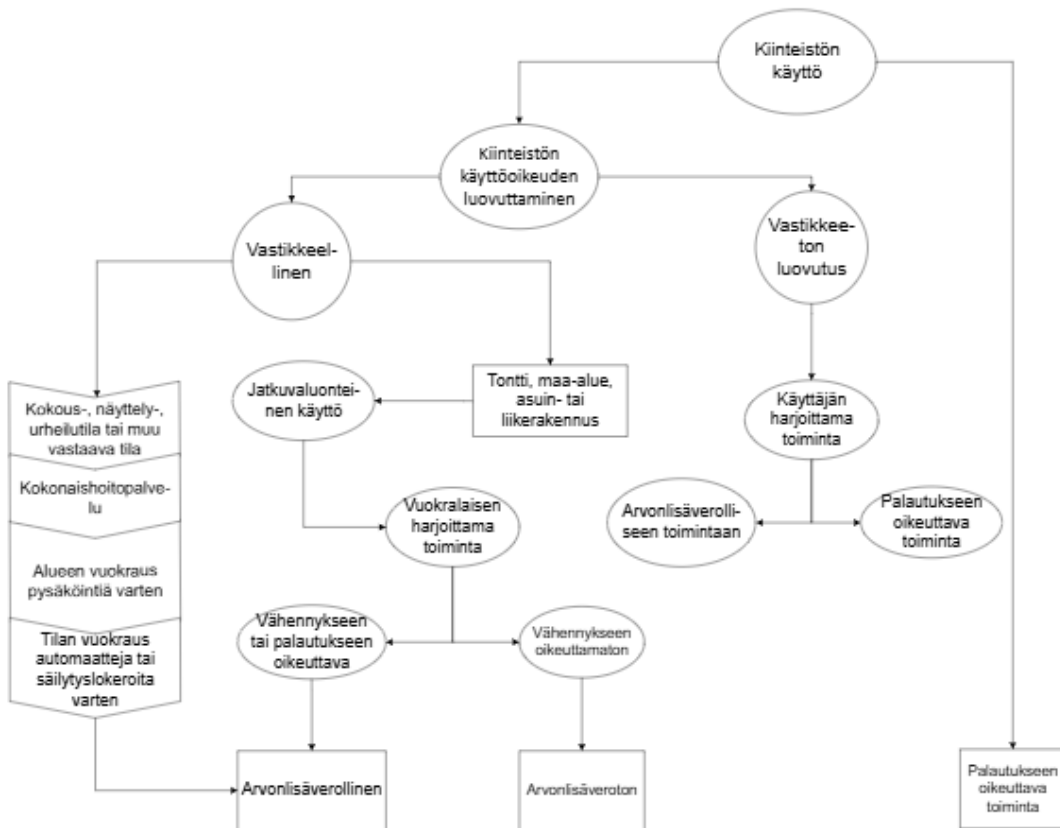 Kiinteistön
käyttö
Kiinteistön
käyttöoikeuden
luovuttaminen
Vastikkeel-
linen
Vastikkee-
ton
luovutus
Kokous-, näyttely-,
urheilutila tai muu
vastaava tila
Kokonaishoitopalve-
lu
Alueen vuokraus
pysäköintiä varten
Tilan vuokraus
automaatteja tai
säilytyslokeroita
varten
Jatkuvaluonte-
inen käyttö
Tontti, maa-alue,
asuin- tai
liikerakennus
Käyttäjän
harjoittama
toiminta
Vuokralaisen
harjoittama
toiminta
Arvonlisäverolli-
seen toimintaan
Palautukseen
oikeuttava
toiminta
Vähennykseen
tai palautukseen
oikeuttava
Vähennykseen
oikeuttamaton
Arvonlisäverollinen
Arvonlisäveroton
Palautukseen
oikeuttava
toiminta